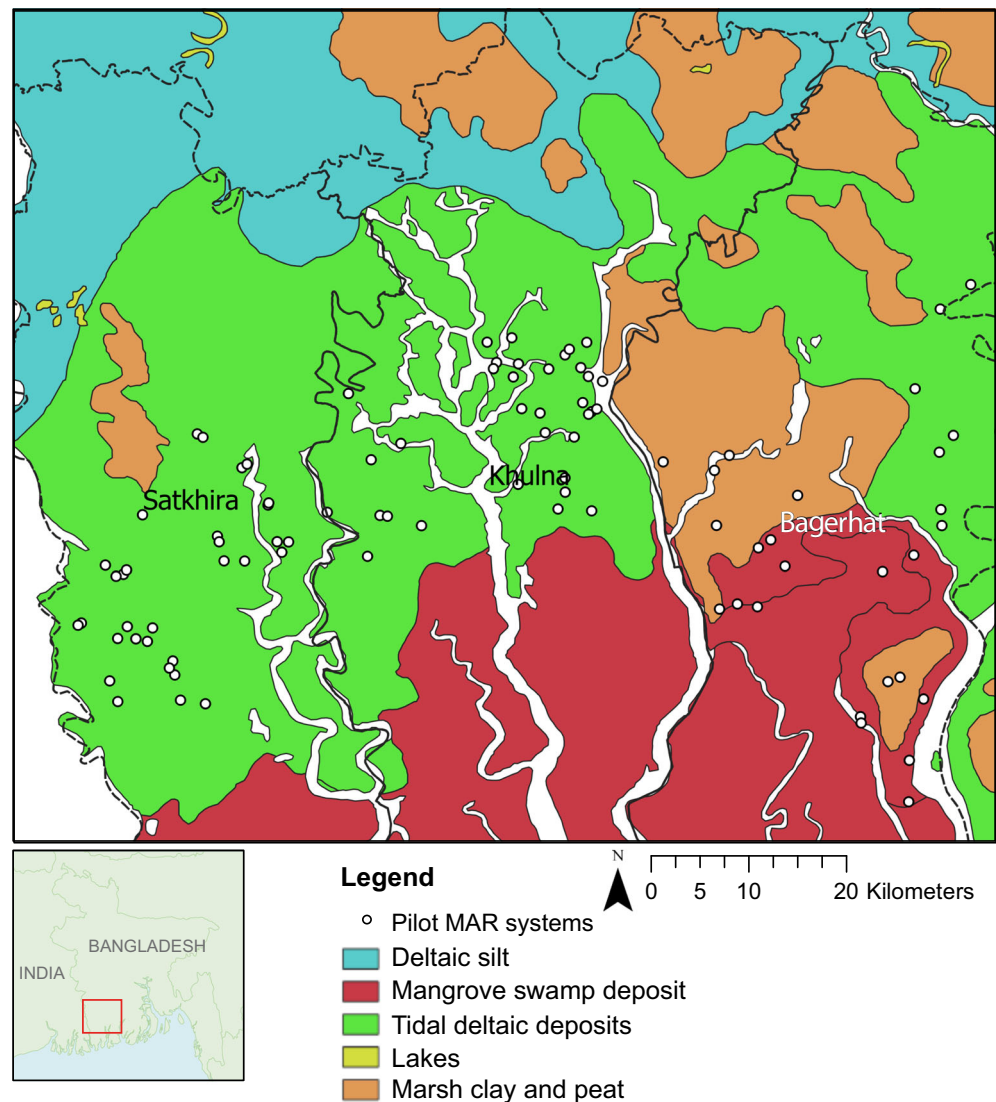 Satkhira
Khulna
Bagerhat
INDIA
BANGLADESH
Legend
Pilot MAR systems
Deltaic silt
Mangrove swamp deposit
Tidal deltaic deposits
Lakes
Marsh clay and peat
N
0 5 10 20 Kilometers